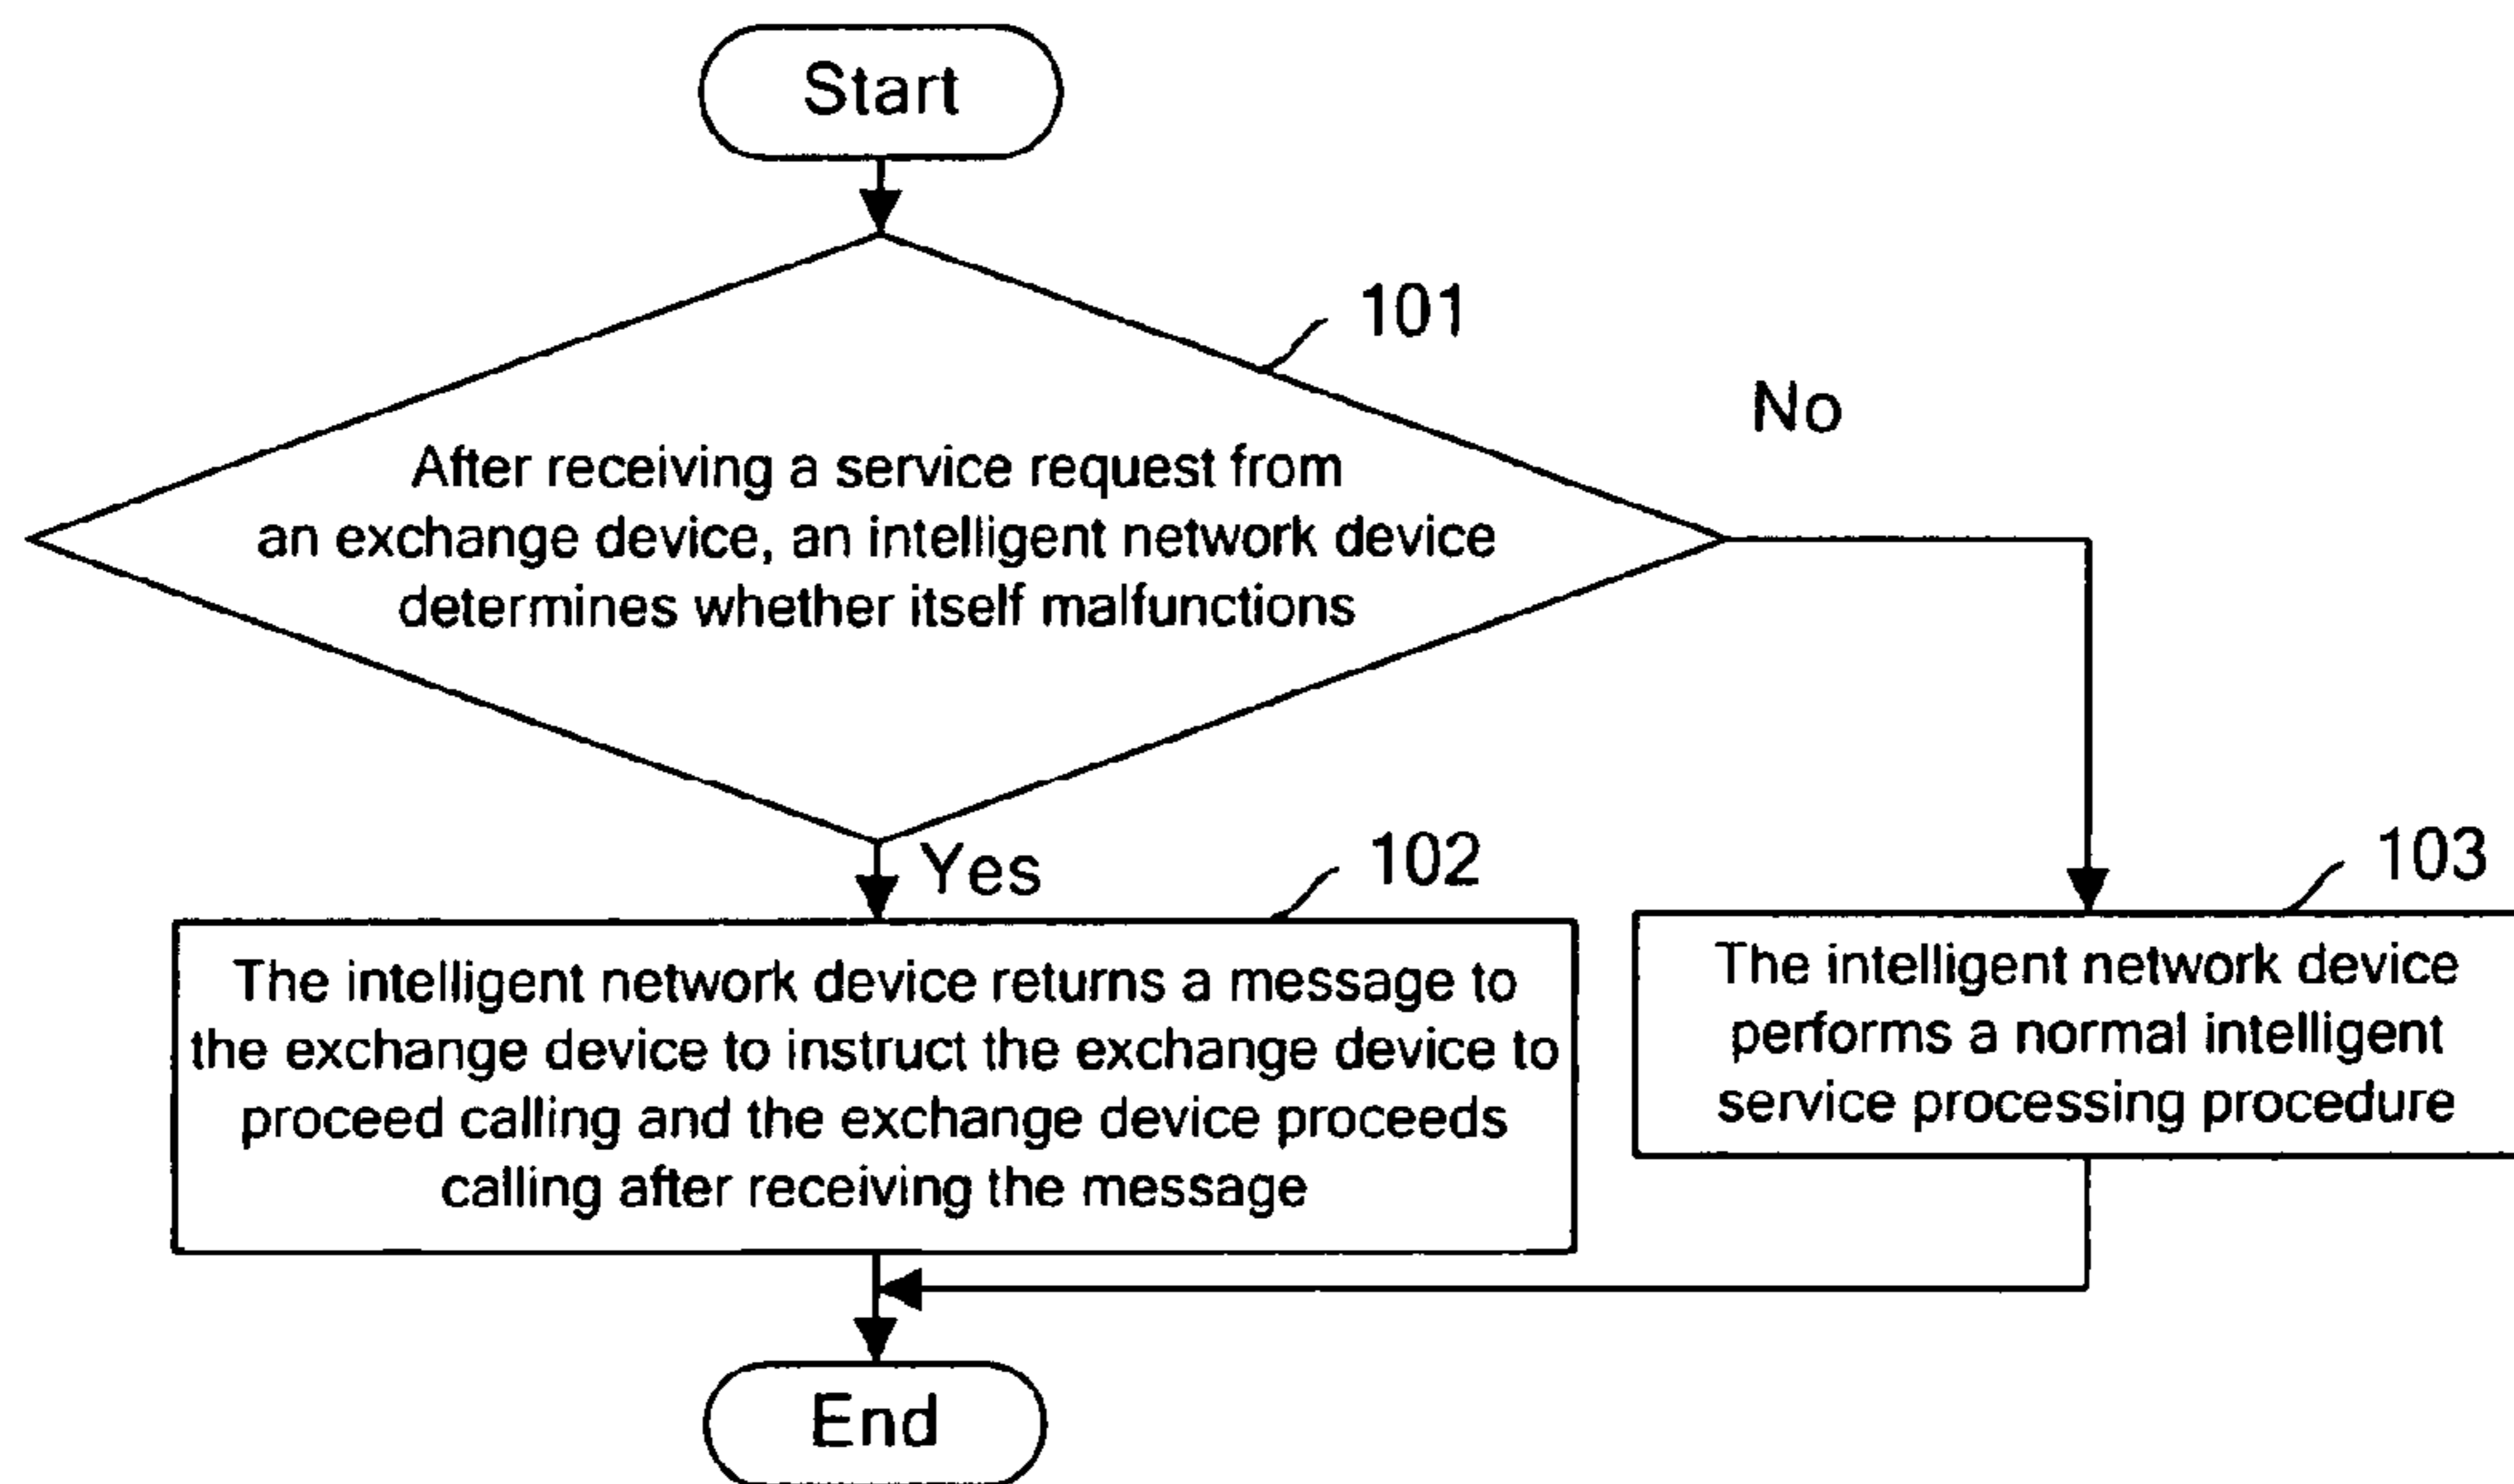 Start
101
No
After receiving a service request from
an exchange device, an intelligent network device
determines whether itself malfunctions
Yes
102
103
The intelligent network device returns a message to
the exchange device to instruct the exchange device to
proceed calling and the exchange device proceeds
calling after receiving the message
The intelligent network device
performs a normal intelligent
service processing procedure
End